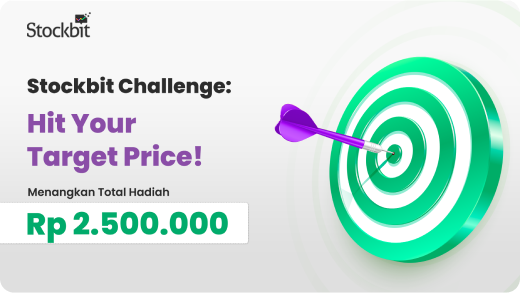 Stockbit
Stockbit Challenge:
Hit Your
Target Price!
Menangkan Total Hadiah
Rp 2.500.000